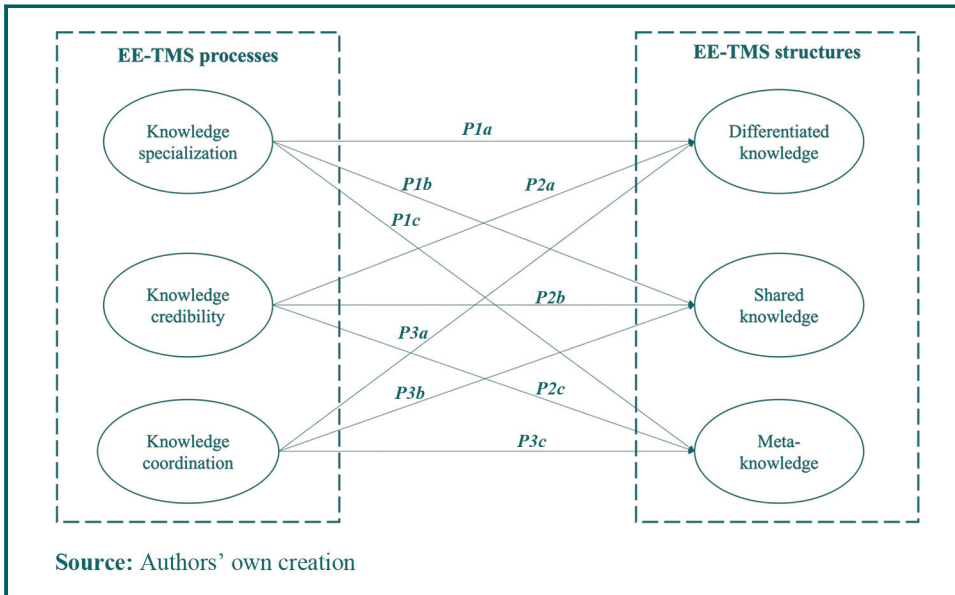 EE-TMS processes
EE-TMS structures
Knowledge
specialization
P1a
Differentiated
knowledge
P1b
P2a
P1c
Knowledge
credibility
P2b
Shared
knowledge
P3a
P3b
P2c
Knowledge
coordination
P3c
Meta-
knowledge
Source: Authors’ own creation